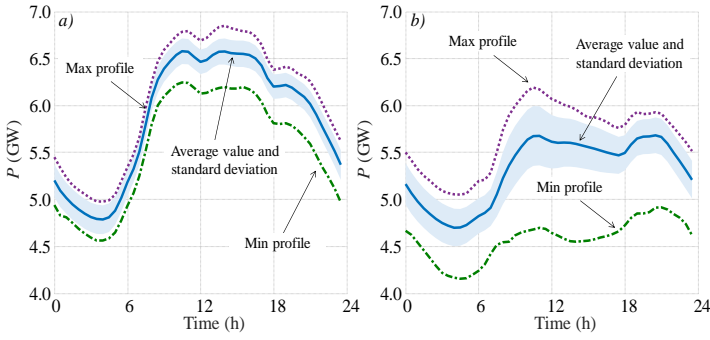 a)
7.0
6.5
6.0
5.5
5.0
4.5
4.0
P (GW)
Max profile
Average value and
standard deviation
Min profile
0
6
12
18
24
Time (h)
b)
7.0
6.5
6.0
5.5
5.0
4.5
4.0
P (GW)
Max profile
Average value and
standard deviation
Min profile
0
6
12
18
24
Time (h)